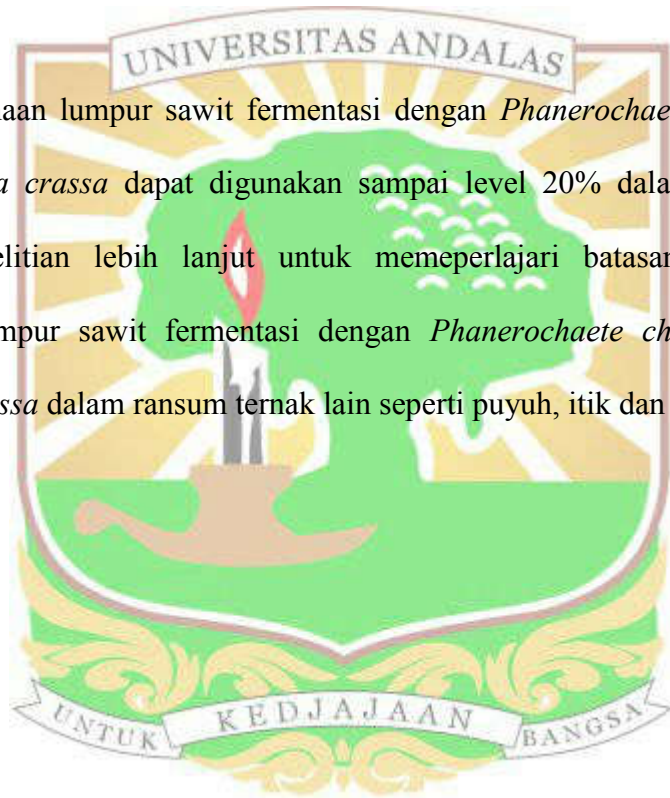 UNIVERSITAS ANDALAS
naan lumpur sawit fermentasi dengan Phanerochae
a crassa dapat digunakan sampai level 20% dala
elitian lebih lanjut untuk memeperlajari batasan
mpur sawit fermentasi dengan Phanerochaete ch
ssa dalam ransum ternak lain seperti puyuh, itik dan
UNTUK KEDJAJAAN BANGSA